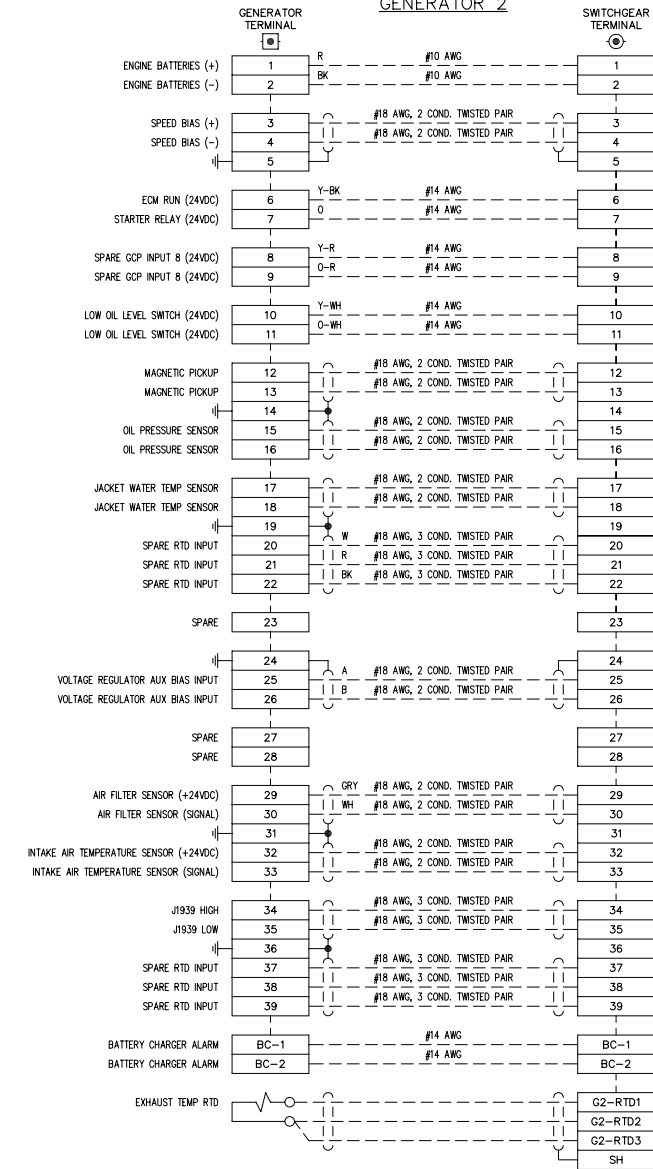 GENERATOR 2
GENERATOR TERMINAL
SWITCHGEAR TERMINAL
ENGINE BATTERIES (+) 1 R #10 AWG 1
ENGINE BATTERIES (-) 2 BK #10 AWG 2
SPEED BIAS (+) 3 #18 AWG, 2 COND. TWISTED PAIR 3
SPEED BIAS (-) 4 #18 AWG, 2 COND. TWISTED PAIR 4
5 5
ECM RUN (24VDC) 6 Y-BK #14 AWG 6
STARTER RELAY (24VDC) 7 O #14 AWG 7
SPARE GCP INPUT 8 (24VDC) 8 Y-R #14 AWG 8
SPARE GCP INPUT 8 (24VDC) 9 O-R #14 AWG 9
LOW OIL LEVEL SWITCH (24VDC) 10 Y-WH #14 AWG 10
LOW OIL LEVEL SWITCH (24VDC) 11 O-WH #14 AWG 11
MAGNETIC PICKUP 12 #18 AWG, 2 COND. TWISTED PAIR 12
MAGNETIC PICKUP 13 #18 AWG, 2 COND. TWISTED PAIR 13
14 14
OIL PRESSURE SENSOR 15 #18 AWG, 2 COND. TWISTED PAIR 15
OIL PRESSURE SENSOR 16 #18 AWG, 2 COND. TWISTED PAIR 16
JACKET WATER TEMP SENSOR 17 #18 AWG, 2 COND. TWISTED PAIR 17
JACKET WATER TEMP SENSOR 18 #18 AWG, 2 COND. TWISTED PAIR 18
19 19
SPARE RTD INPUT 20 W #18 AWG, 3 COND. TWISTED PAIR 20
SPARE RTD INPUT 21 R #18 AWG, 3 COND. TWISTED PAIR 21
SPARE RTD INPUT 22 BK #18 AWG, 3 COND. TWISTED PAIR 22
SPARE 23 23
24 24
VOLTAGE REGULATOR AUX BIAS INPUT 25 A #18 AWG, 2 COND. TWISTED PAIR 25
VOLTAGE REGULATOR AUX BIAS INPUT 26 B #18 AWG, 2 COND. TWISTED PAIR 26
SPARE 27 27
SPARE 28 28
AIR FILTER SENSOR (+24VDC) 29 GRY #18 AWG, 2 COND. TWISTED PAIR 29
AIR FILTER SENSOR (SIGNAL) 30 WH #18 AWG, 2 COND. TWISTED PAIR 30
31 31
INTAKE AIR TEMPERATURE SENSOR (+24VDC) 32 #18 AWG, 2 COND. TWISTED PAIR 32
INTAKE AIR TEMPERATURE SENSOR (SIGNAL) 33 #18 AWG, 2 COND. TWISTED PAIR 33
J1939 HIGH 34 #18 AWG, 3 COND. TWISTED PAIR 34
J1939 LOW 35 #18 AWG, 3 COND. TWISTED PAIR 35
36 36
SPARE RTD INPUT 37 #18 AWG, 3 COND. TWISTED PAIR 37
SPARE RTD INPUT 38 #18 AWG, 3 COND. TWISTED PAIR 38
SPARE RTD INPUT 39 #18 AWG, 3 COND. TWISTED PAIR 39
BATTERY CHARGER ALARM BC-1 #14 AWG BC-1
BATTERY CHARGER ALARM BC-2 #14 AWG BC-2
EXHAUST TEMP RTD G2-RTD1
G2-RTD2
G2-RTD3
SH